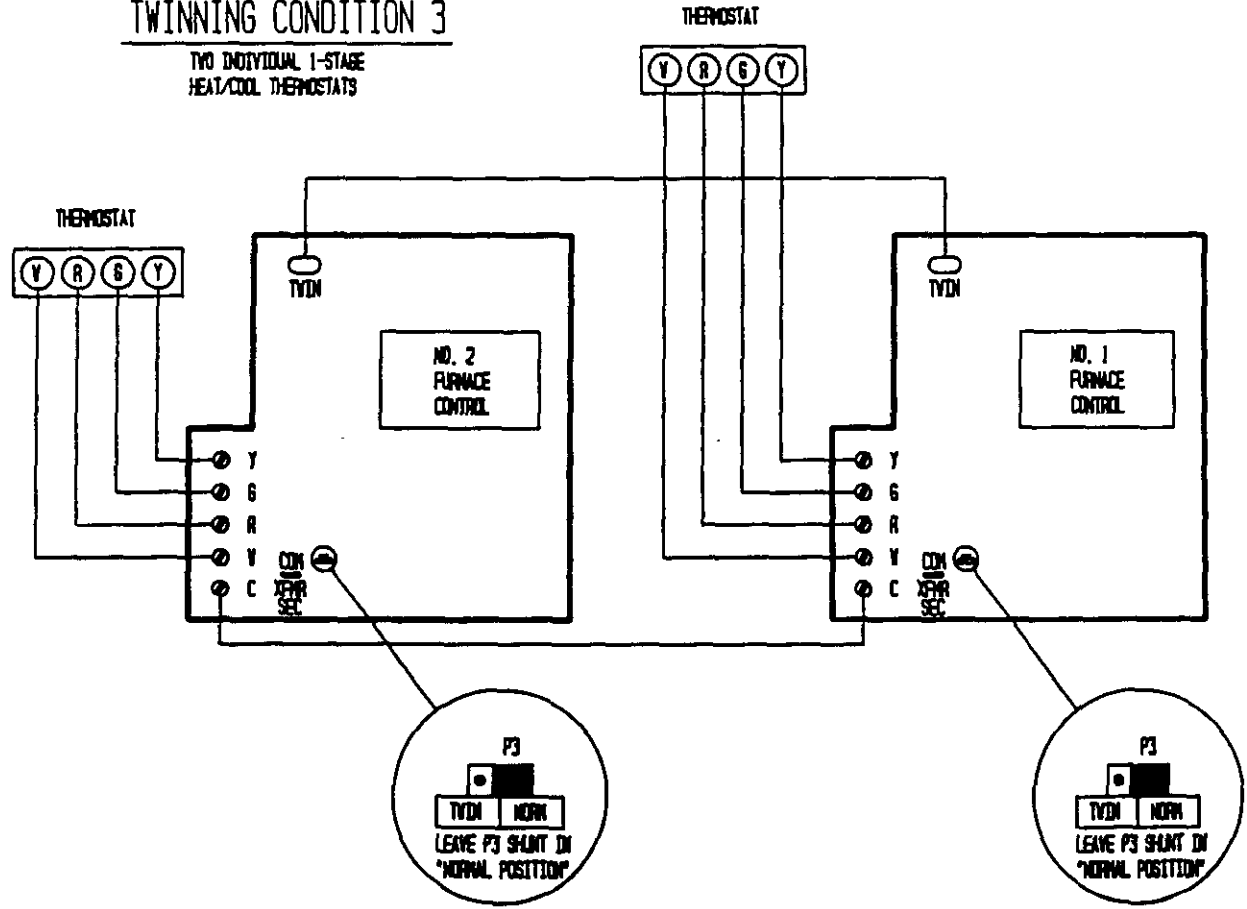 TWINNING CONDITION 3
TWO INDIVIDUAL 1-STAGE
HEAT/COOL THERMOSTATS
THERMOSTAT
W R G Y
THERMOSTAT
W R G Y
TWIN
NO. 2
FURNACE
CONTROL
Y
G
R
W
C
COM
XFMR
SEC
TWIN
NO. 1
FURNACE
CONTROL
Y
G
R
W
C
COM
XFMR
SEC
P3
TWIN NORM
LEAVE P3 SHUNT IN
"NORMAL POSITION"
P3
TWIN NORM
LEAVE P3 SHUNT IN
"NORMAL POSITION"